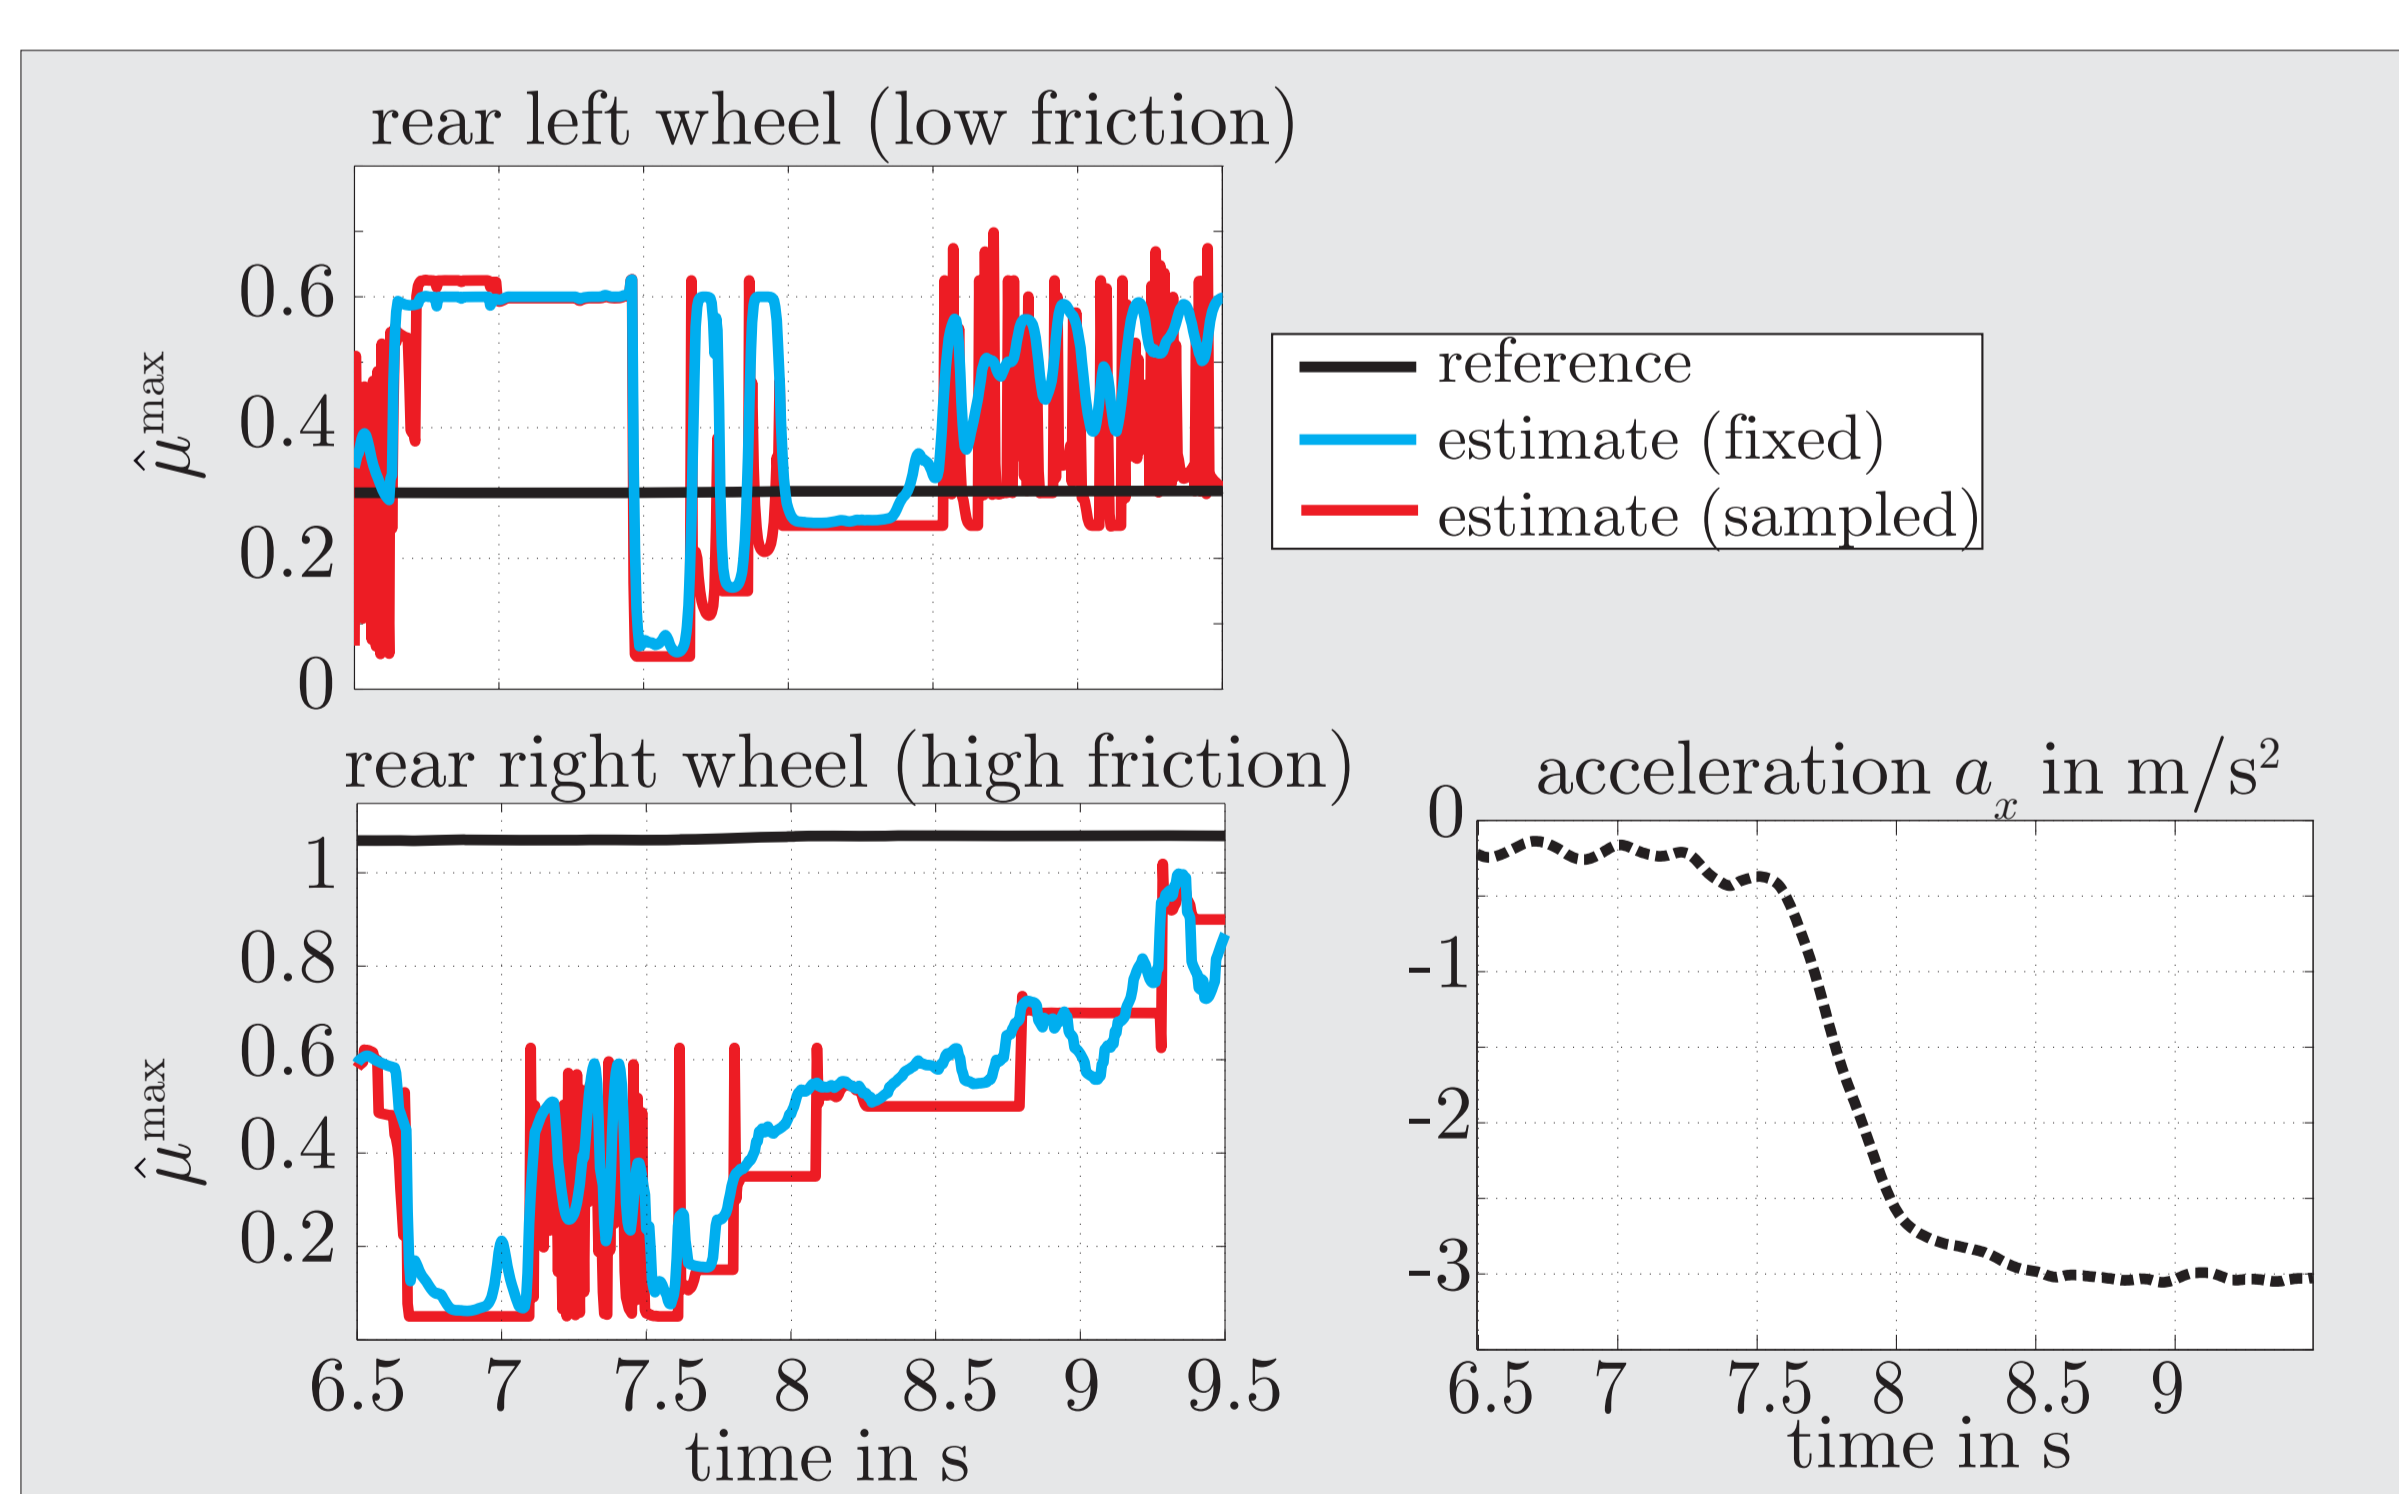 rear left wheel (low friction)
0.6
0.4
0.2
0
μ̂ᵐᵃˣ
reference
estimate (fixed)
estimate (sampled)
rear right wheel (high friction)
1
0.8
0.6
0.4
0.2
μ̂ᵐᵃˣ
6.5 7 7.5 8 8.5 9 9.5
time in s
acceleration aₓ in m/s²
0
-1
-2
-3
6.5 7 7.5 8 8.5 9
time in s